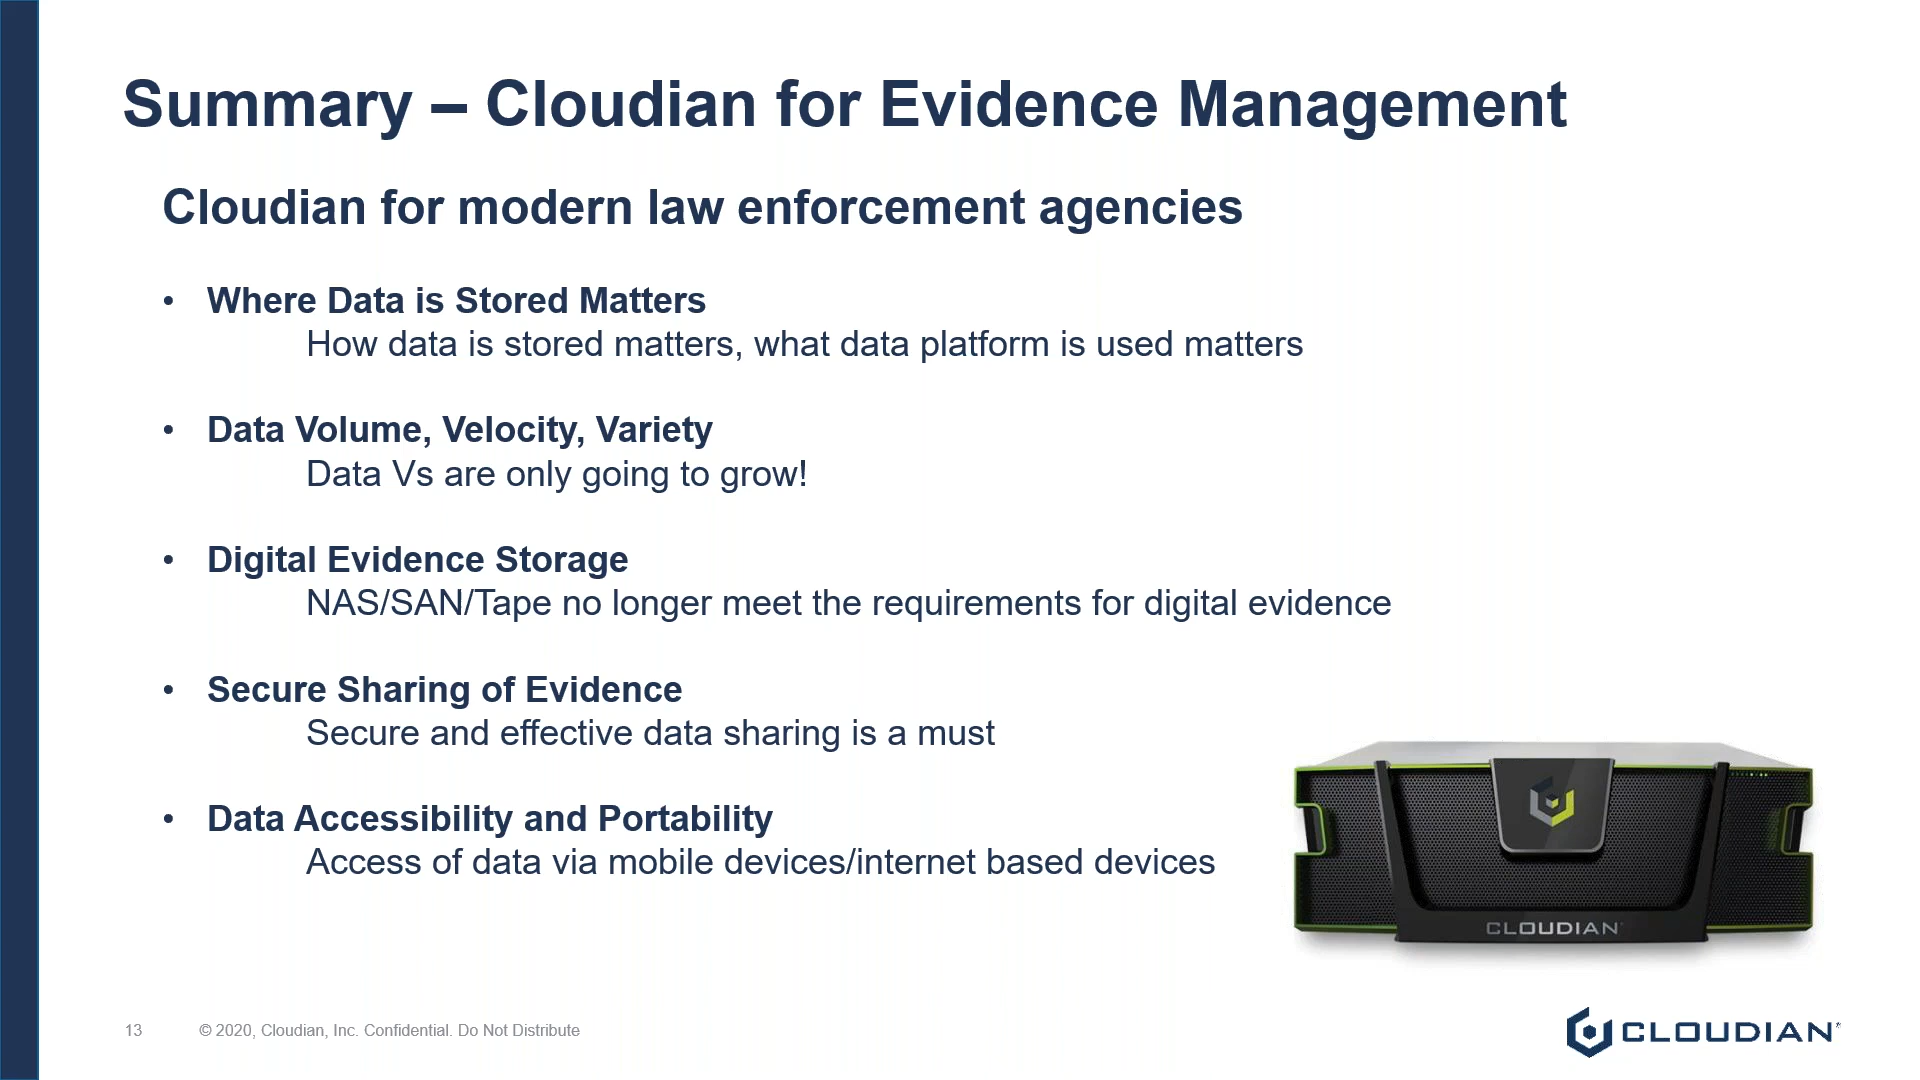 Summary – Cloudian for Evidence Management
Cloudian for modern law enforcement agencies
• Where Data is Stored Matters
How data is stored matters, what data platform is used matters
• Data Volume, Velocity, Variety
Data Vs are only going to grow!
• Digital Evidence Storage
NAS/SAN/Tape no longer meet the requirements for digital evidence
• Secure Sharing of Evidence
Secure and effective data sharing is a must
• Data Accessibility and Portability
Access of data via mobile devices/internet based devices
CLOUDIAN
13 © 2020, Cloudian, Inc. Confidential. Do Not Distribute
CLOUDIAN